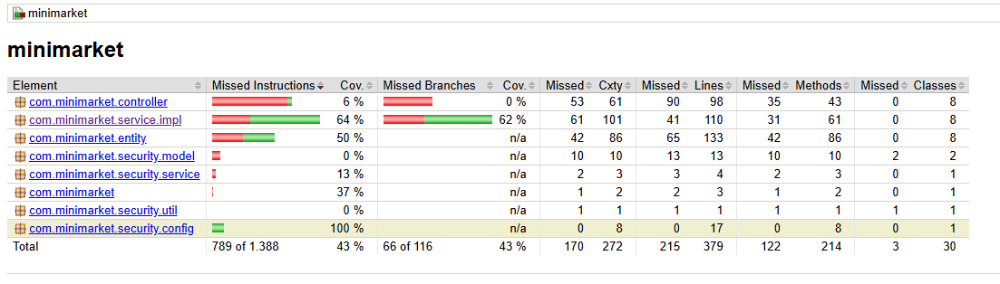 minimarket
minimarket
Element Missed Instructions Cov. Missed Branches Cov. Missed Cxty Missed Lines Missed Methods Missed Classes
com.minimarket.controller 6 % 0 % 53 61 90 98 35 43 0 8
com.minimarket.service.impl 64 % 62 % 61 101 41 110 31 61 0 8
com.minimarket.entity 50 % n/a 42 86 65 133 42 86 0 8
com.minimarket.security.model 0 % n/a 10 10 13 13 10 10 2 2
com.minimarket.security.service 13 % n/a 2 3 3 4 2 3 0 1
com.minimarket 37 % n/a 1 2 2 3 1 2 0 1
com.minimarket.security.util 0 % n/a 1 1 1 1 1 1 1 1
com.minimarket.security.config 100 % n/a 0 8 0 17 0 8 0 1
Total 789 of 1.388 43 % 66 of 116 43 % 170 272 215 379 122 214 3 30